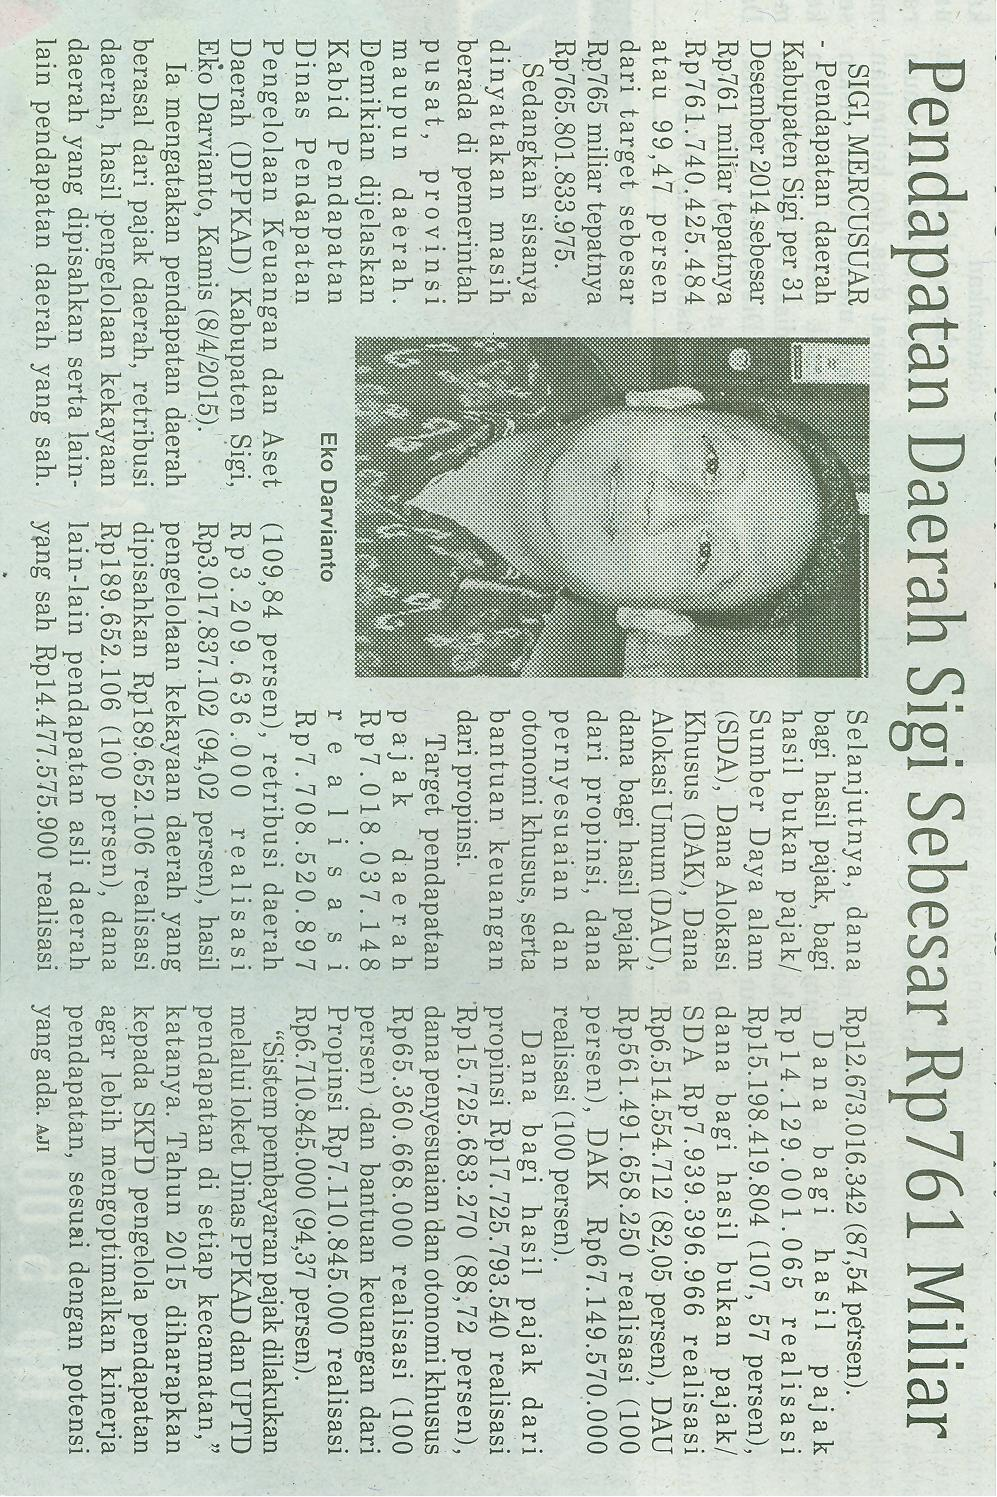 Pendapatan Daerah Sigi Sebesar Rp761 Miliar
SIGI, MERCUSUAR
- Pendapatan daerah
Kabupaten Sigi per 31
Desember 2014 sebesar
Rp761 miliar tepatnya
Rp761.740.425.484
atau 99,47 persen
dari target sebesar
Rp765 miliar tepatnya
Rp765.801.833.975.
Sedangkan sisanya
dinyatakan masih
berada di pemerintah
pusat, provinsi
maupun daerah.
Demikian dijelaskan
Kabid Pendapatan
Dinas Pendapatan
Pengelolaan Keuangan dan Aset
Daerah (DPPKAD) Kabupaten Sigi,
Eko Darvianto, Kamis (8/4/2015).
Ia mengatakan pendapatan daerah
berasal dari pajak daerah, retribusi
daerah, hasil pengelolaan kekayaan
daerah yang dipisahkan serta lain-
lain pendapatan daerah yang sah.
Eko Darvianto
Selanjutnya, dana
bagi hasil pajak, bagi
hasil bukan pajak/
Sumber Daya alam
(SDA), Dana Alokasi
Khusus (DAK), Dana
Alokasi Umum (DAU),
dana bagi hasil pajak
dari propinsi, dana
pernyesuaian dan
otonomi khusus, serta
bantuan keuangan
dari propinsi.
Target pendapatan
pajak daerah
Rp7.018.037.148
realisasi
Rp7.708.520.897
(109,84 persen), retribusi daerah
Rp3.209.636.000 realisasi
Rp3.017.837.102 (94,02 persen), hasil
pengelolaan kekayaan daerah yang
dipisahkan Rp189.652.106 realisasi
Rp189.652.106 (100 persen), dana
lain-lain pendapatan asli daerah
yang sah Rp14.477.575.900 realisasi
Rp12.673.016.342 (87,54 persen).
Dana bagi hasil pajak
Rp14.129.001.065 realisasi
Rp15.198.419.804 (107, 57 persen),
dana bagi hasil bukan pajak/
SDA Rp7.939.396.966 realisasi
Rp6.514.554.712 (82,05 persen), DAU
Rp561.491.658.250 realisasi (100
persen), DAK Rp67.149.570.000
realisasi (100 persen).
Dana bagi hasil pajak dari
propinsi Rp17.725.793.540 realisasi
Rp15.725.683.270 (88,72 persen),
dana penyesuaian dan otonomi khusus
Rp65.360.668.000 realisasi (100
persen) dan bantuan keuangan dari
Propinsi Rp7.110.845.000 realisasi
Rp6.710.845.000 (94,37 persen).
"Sistem pembayaran pajak dilakukan
melalui loket Dinas PPKAD dan UPTD
pendapatan di setiap kecamatan,"
katanya. Tahun 2015 diharapkan
kepada SKPD pengelola pendapatan
agar lebih mengoptimalkan kinerja
pendapatan, sesuai dengan potensi
yang ada. AJI